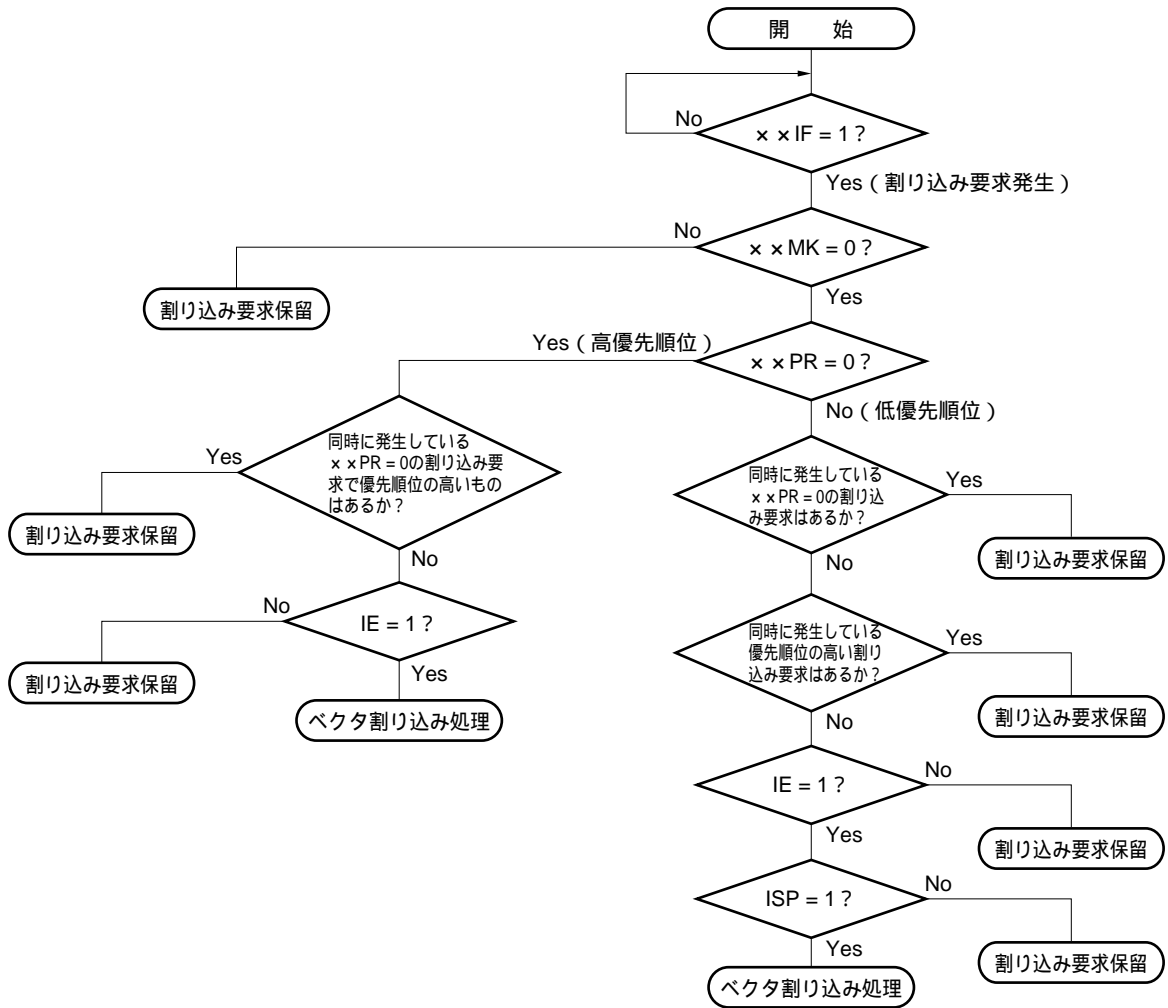 開　　始
No
××IF = 1？
Yes（割り込み要求発生）
No
××MK = 0？
割り込み要求保留
Yes
Yes（高優先順位）
××PR = 0？
No（低優先順位）
Yes
同時に発生している
××PR = 0の割り込み要
求で優先順位の高いもの
はあるか？
割り込み要求保留
No
No
IE = 1？
割り込み要求保留
Yes
ベクタ割り込み処理
同時に発生している
××PR = 0の割り込
み要求はあるか？
Yes
割り込み要求保留
No
同時に発生している
優先順位の高い割り
込み要求はあるか？
Yes
割り込み要求保留
No
IE = 1？
No
割り込み要求保留
Yes
ISP = 1？
No
割り込み要求保留
Yes
ベクタ割り込み処理